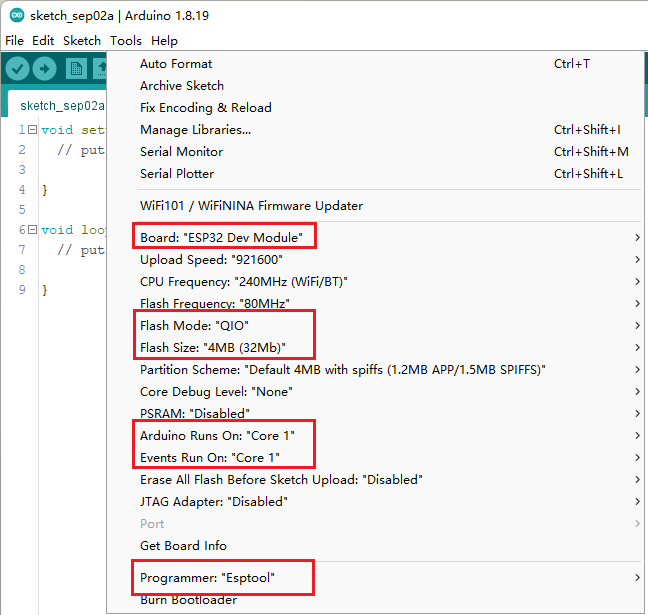 sketch_sep02a | Arduino 1.8.19
File Edit Sketch Tools Help
Auto Format Ctrl+T
Archive Sketch
Fix Encoding & Reload
Manage Libraries... Ctrl+Shift+I
Serial Monitor Ctrl+Shift+M
Serial Plotter Ctrl+Shift+L
WiFi101 / WiFiNINA Firmware Updater
Board: "ESP32 Dev Module"
Upload Speed: "921600"
CPU Frequency: "240MHz (WiFi/BT)"
Flash Frequency: "80MHz"
Flash Mode: "QIO"
Flash Size: "4MB (32Mb)"
Partition Scheme: "Default 4MB with spiffs (1.2MB APP/1.5MB SPIFFS)"
Core Debug Level: "None"
PSRAM: "Disabled"
Arduino Runs On: "Core 1"
Events Run On: "Core 1"
Erase All Flash Before Sketch Upload: "Disabled"
JTAG Adapter: "Disabled"
Port
Get Board Info
Programmer: "Esptool"
Burn Bootloader
sketch_sep02a
1 void set
2 // put
3
4 }
5
6 void loo
7 // put
8
9 }